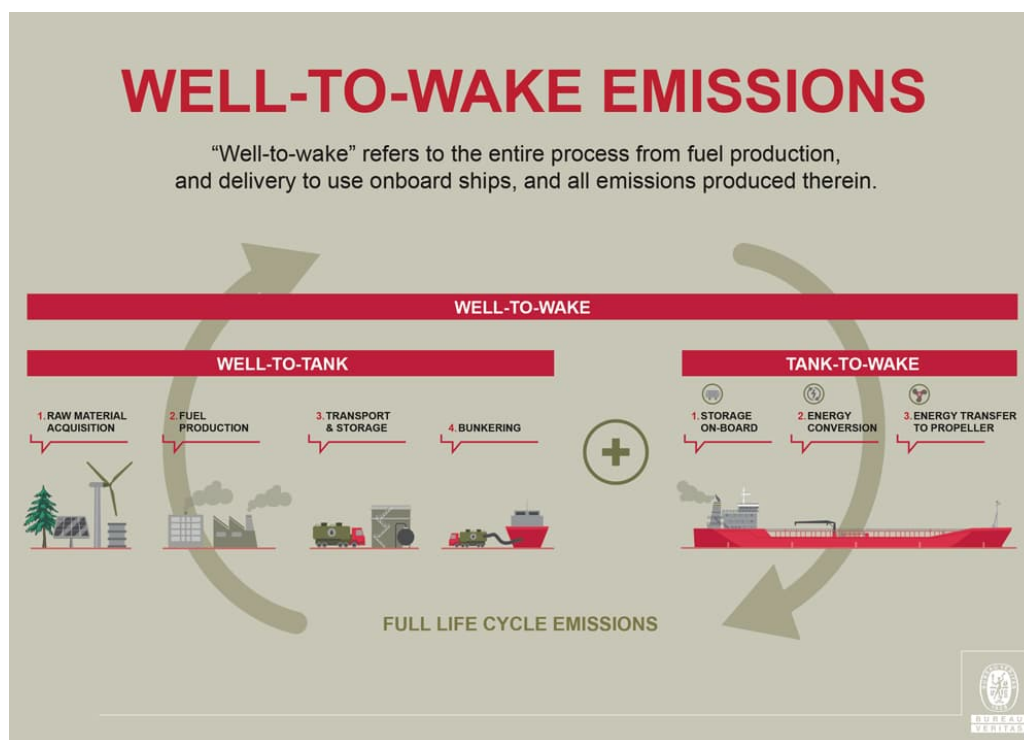 WELL-TO-WAKE EMISSIONS
“Well-to-wake” refers to the entire process from fuel production,
and delivery to use onboard ships, and all emissions produced therein.
WELL-TO-WAKE
WELL-TO-TANK
1. RAW MATERIAL
ACQUISITION
2. FUEL
PRODUCTION
3. TRANSPORT
& STORAGE
4. BUNKERING
TANK-TO-WAKE
1. STORAGE
ON-BOARD
2. ENERGY
CONVERSION
3. ENERGY TRANSFER
TO PROPELLER
FULL LIFE CYCLE EMISSIONS
BUREAU
VERITAS